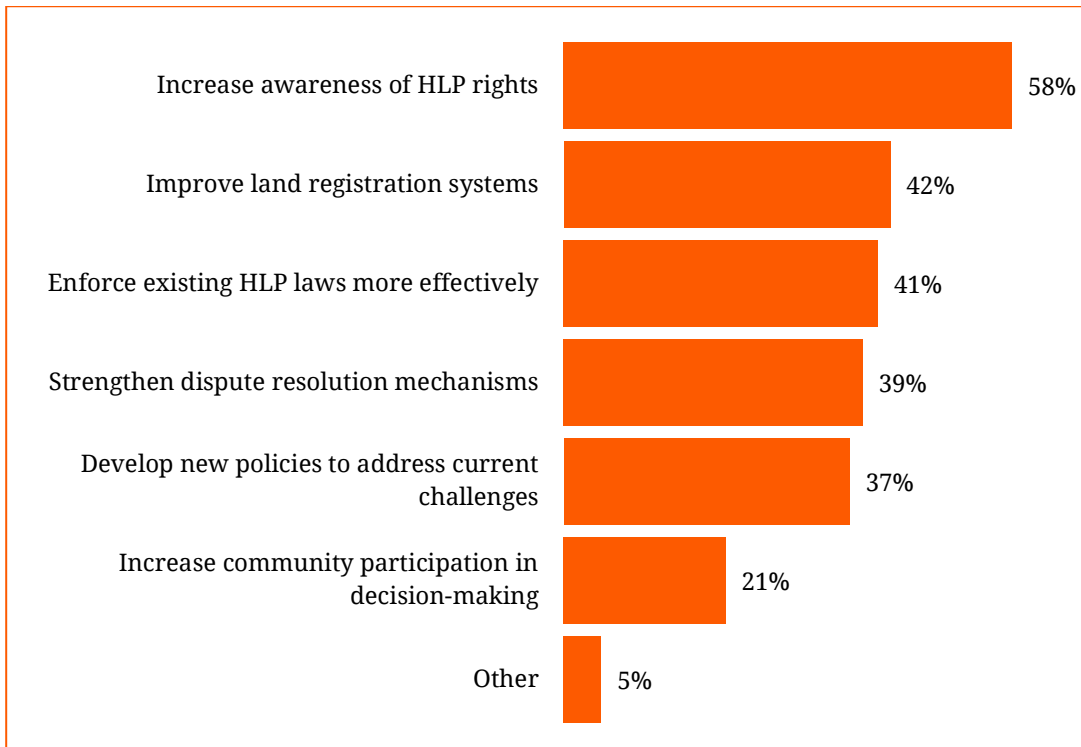 Increase awareness of HLP rights
58%
Improve land registration systems
42%
Enforce existing HLP laws more effectively
41%
Strengthen dispute resolution mechanisms
39%
Develop new policies to address current
challenges
37%
Increase community participation in
decision-making
21%
Other
5%